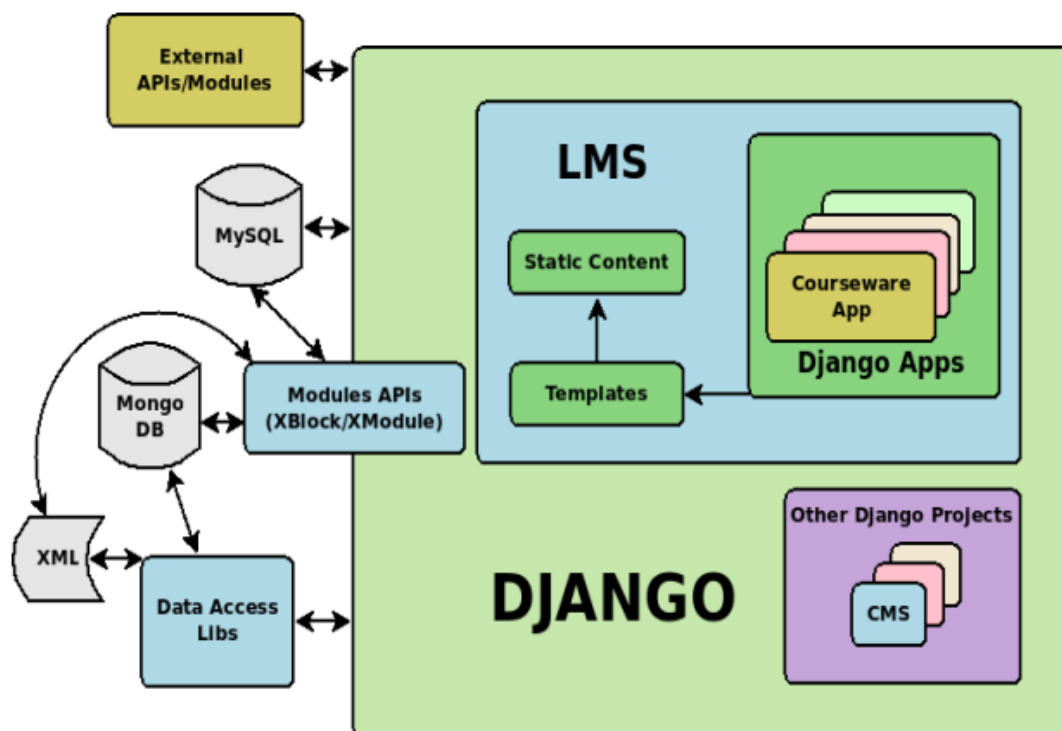 External
APIs/Modules
LMS
MySQL
Static Content
Courseware
App
Django Apps
Modules APIs
(XBlock/XModule)
Templates
Mongo
DB
Other Django Projects
XML
Data Access
Libs
DJANGO
CMS